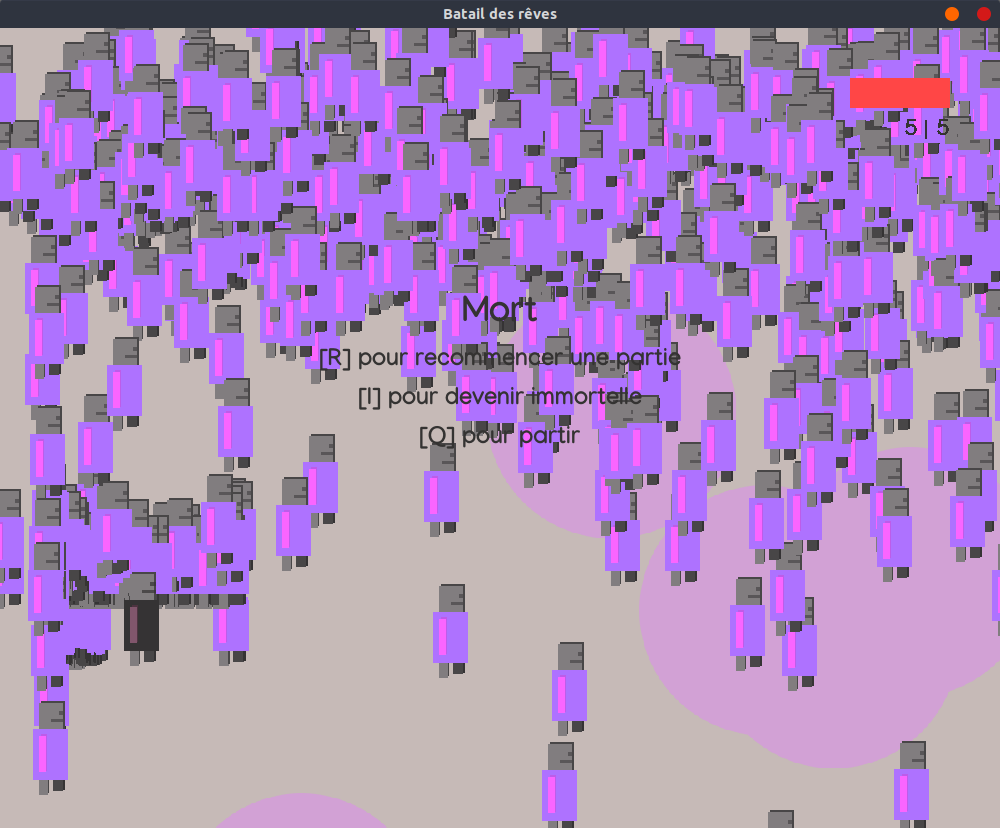 Batail des rêves
5 | 5
Mort
[R] pour recommencer une partie
[I] pour devenir immortelle
[Q] pour partir